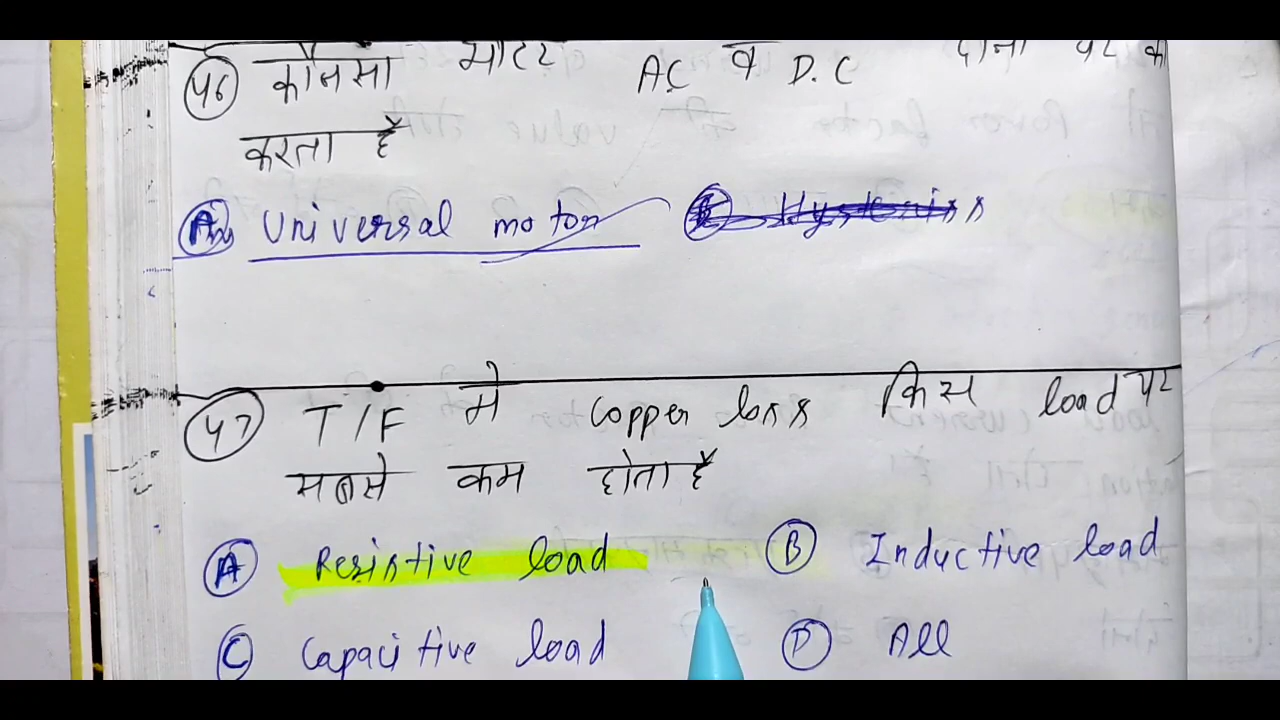 46 कौनसा मोटर AC व D.C दोनो पर का
करता है
Ans Universal motor
47 T/F मे Copper loss किस load पर
सबसे कम होता है
A Resistive load B Inductive load
C Capacitive load D All